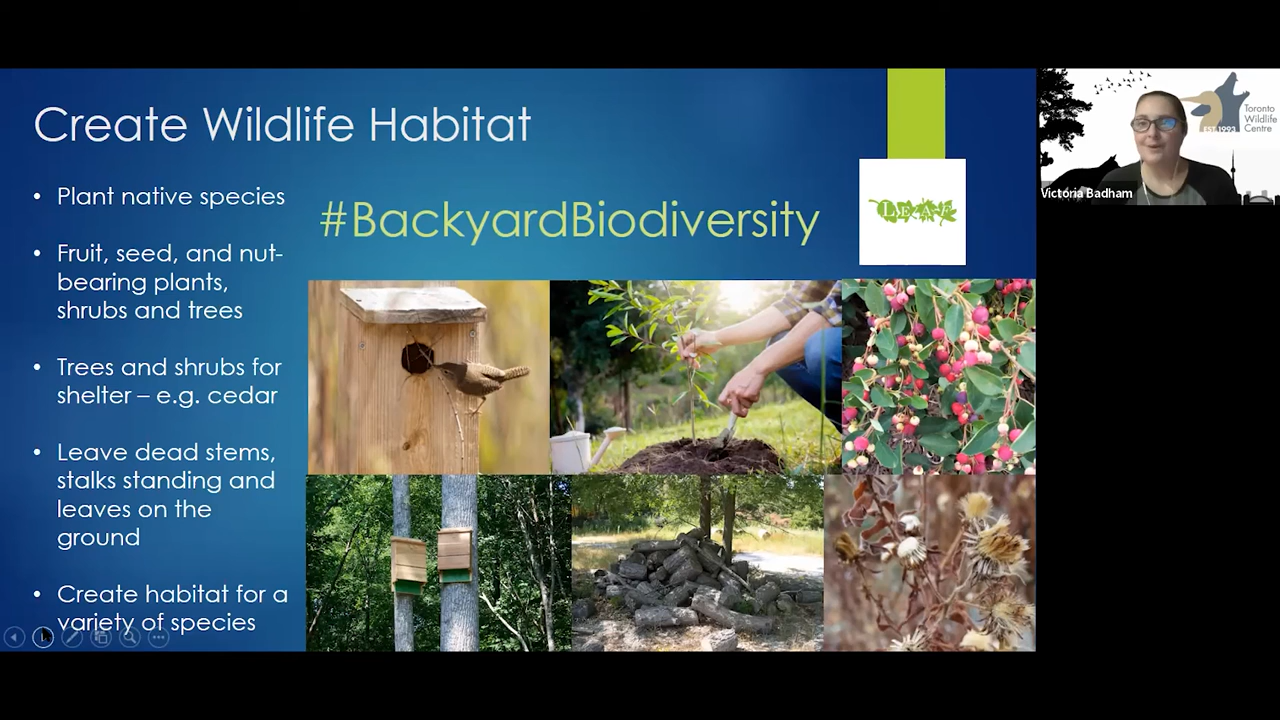 Create Wildlife Habitat
• Plant native species
• Fruit, seed, and nut-
bearing plants,
shrubs and trees
• Trees and shrubs for
shelter – e.g. cedar
• Leave dead stems,
stalks standing and
leaves on the
ground
• Create habitat for a
variety of species
#BackyardBiodiversity
LEAF
Toronto
Wildlife
Centre
EST. 1993
Victoria Badham